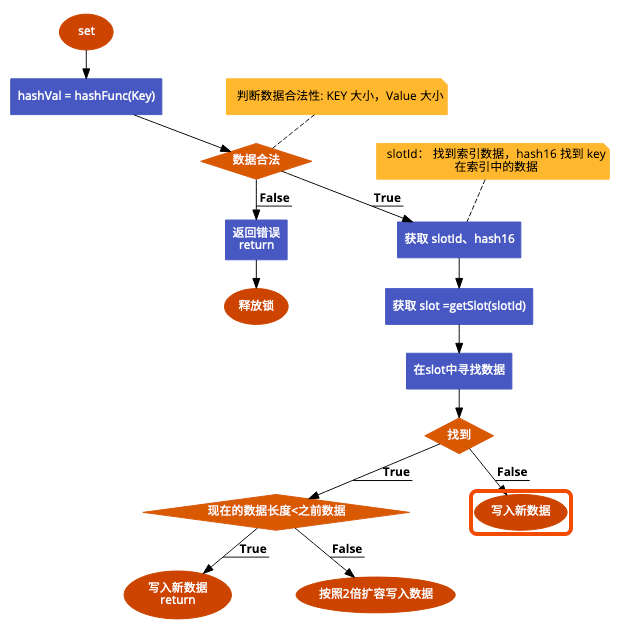 set
hashVal = hashFunc(Key)
判断数据合法性: KEY 大小，Value 大小
数据合法
slotId： 找到索引数据，hash16 找到 key
在索引中的数据
False
True
返回错误
return
获取 slotId、hash16
释放锁
获取 slot =getSlot(slotId)
在slot中寻找数据
找到
True
False
现在的数据长度<之前数据
写入新数据
True
False
写入新数据
return
按照2倍扩容写入数据